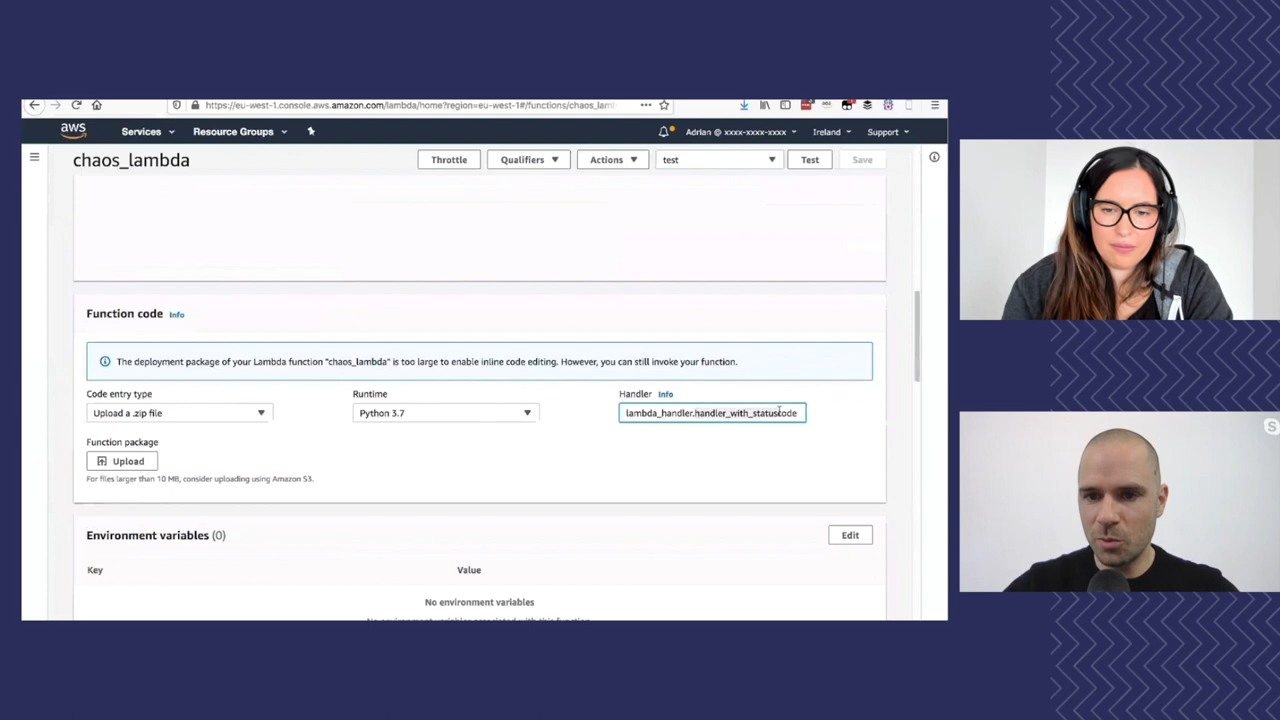 https://eu-west-1.console.aws.amazon.com/lambda/home?region=eu-west-1#/functions/chaos_lamb
aws Services Resource Groups Adrian @ xxxx-xxxx-xxxx Ireland Support
chaos_lambda Throttle Qualifiers Actions test Test Save
Function code Info
The deployment package of your Lambda function "chaos_lambda" is too large to enable inline code editing. However, you can still invoke your function.
Code entry type Runtime Handler Info
Upload a .zip file Python 3.7 lambda_handler.handler_with_statuscode
Function package
Upload
For files larger than 10 MB, consider uploading using Amazon S3.
Environment variables (0) Edit
Key Value
No environment variables